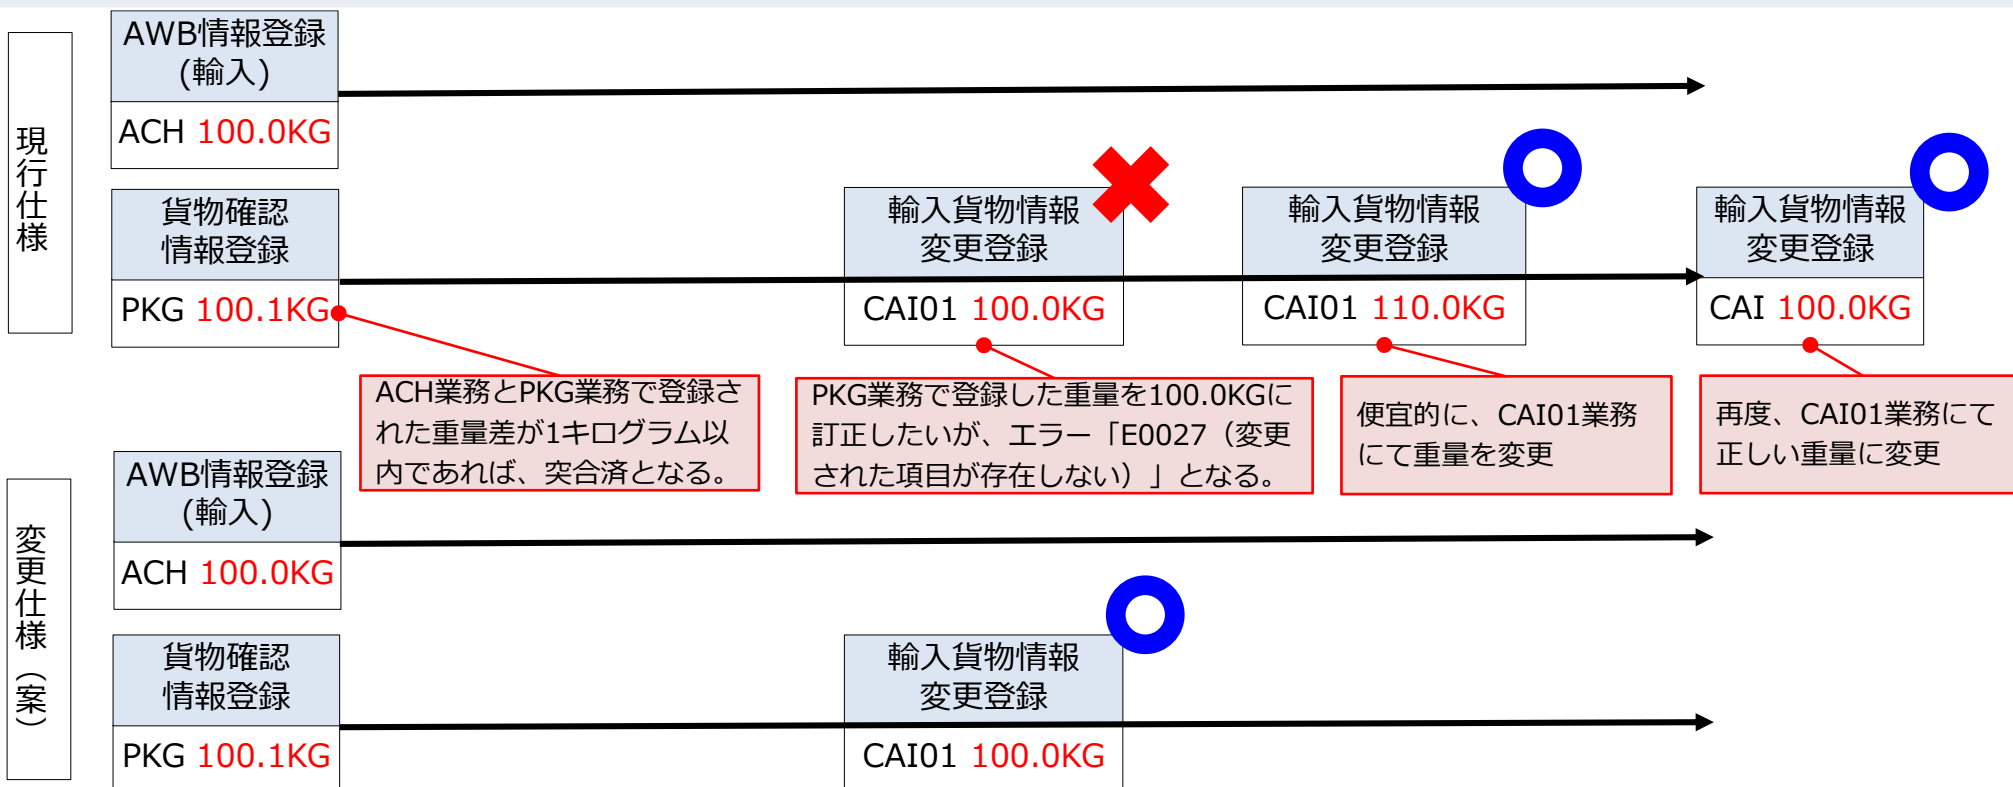 現行仕様
AWB情報登録
(輸入)
ACH 100.0KG
貨物確認
情報登録
PKG 100.1KG
輸入貨物情報
変更登録
CAI01 100.0KG
輸入貨物情報
変更登録
CAI01 110.0KG
輸入貨物情報
変更登録
CAI 100.0KG
ACH業務とPKG業務で登録さ
れた重量差が1キログラム以
内であれば、突合済となる。
PKG業務で登録した重量を100.0KGに
訂正したいが、エラー「E0027（変更
された項目が存在しない）」となる。
便宜的に、CAI01業務
にて重量を変更
再度、CAI01業務にて
正しい重量に変更
変更仕様（案）
AWB情報登録
(輸入)
ACH 100.0KG
貨物確認
情報登録
PKG 100.1KG
輸入貨物情報
変更登録
CAI01 100.0KG